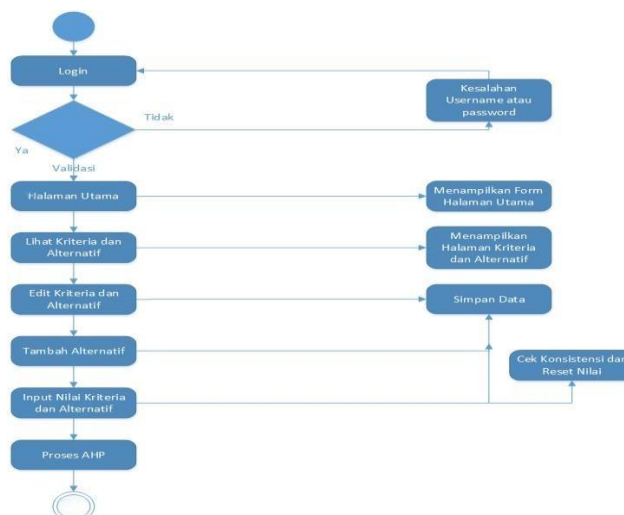 Login
Kesalahan
Username atau
password
Tidak
Ya
Validasi
Halaman Utama
Menampilkan Form
Halaman Utama
Lihat Kriteria dan
Alternatif
Menampilkan
Halaman Kriteria
dan Alternatif
Edit Kriteria dan
Alternatif
Simpan Data
Tambah Alternatif
Cek Konsistensi dan
Reset Nilai
Input Nilai Kriteria
dan Alternatif
Proses AHP